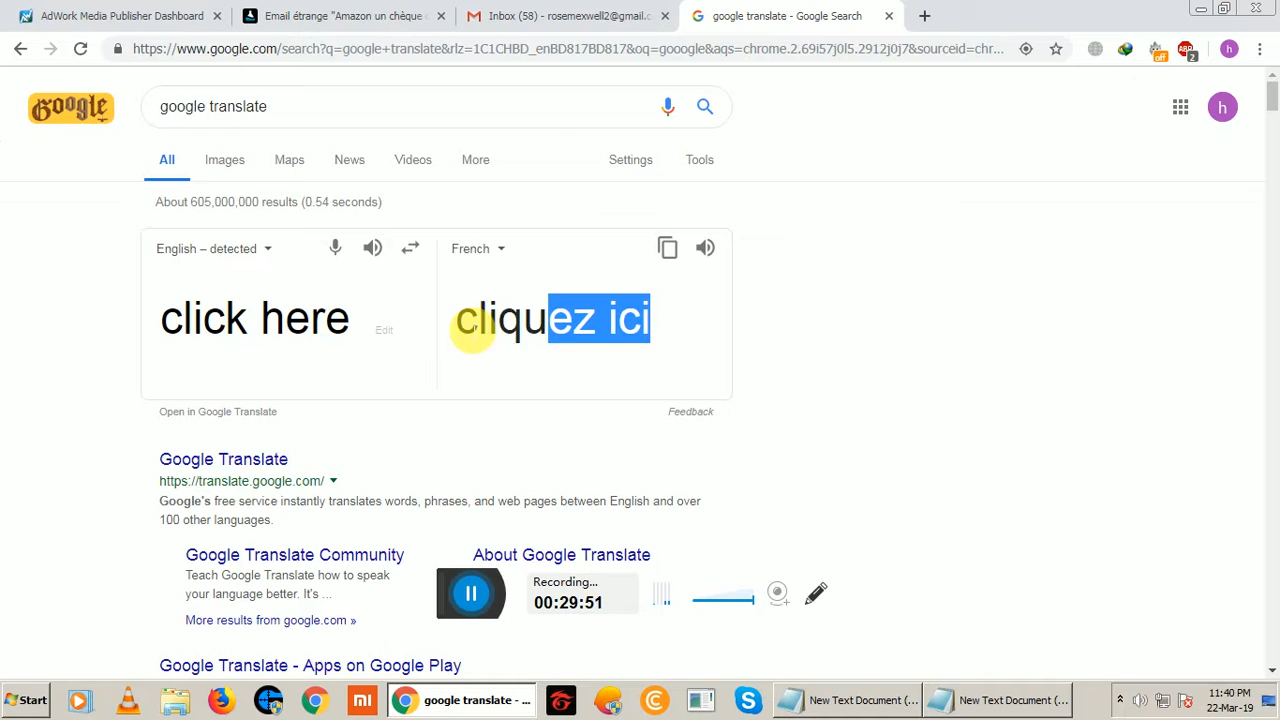 AdWork Media Publisher Dashboard
Email étrange "Amazon un chèque c
Inbox (58) - rosemexwell2@gmail.c
google translate - Google Search
https://www.google.com/search?q=google+translate&rlz=1C1CHBD_enBD817BD817&oq=gooogle&aqs=chrome.2.69i57j0l5.2912j0j7&sourceid=chr...
off
ABP
2
h
Google
google translate
h
All Images Maps News Videos More Settings Tools
About 605,000,000 results (0.54 seconds)
English – detected
French
click here
Edit
cliquez ici
Open in Google Translate
Feedback
Google Translate
https://translate.google.com/
Google's free service instantly translates words, phrases, and web pages between English and over
100 other languages.
Google Translate Community
Teach Google Translate how to speak
your language better. It's ...
About Google Translate
More results from google.com »
Recording...
00:29:51
Google Translate - Apps on Google Play
Start
mi
google translate - ...
New Text Document (...
New Text Document (...
11:40 PM
22-Mar-19